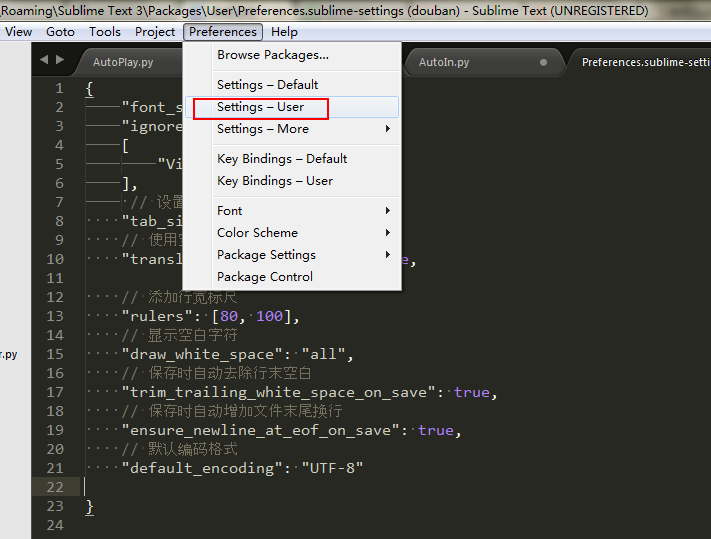 \Roaming\Sublime Text 3\Packages\User\Preferences.sublime-settings (douban) - Sublime Text (UNREGISTERED)
View Goto Tools Project Preferences Help
AutoPlay.py AutoIn.py Preferences.sublime-setti
Browse Packages...
Settings – Default
Settings – User
Settings – More
Key Bindings – Default
Key Bindings – User
Font
Color Scheme
Package Settings
Package Control
r.py
1 {
2 "font_s
3 "ignore
4 [
5 "Vi
6 ],
7 // 设置
8 "tab_si
9 // 使用
10 "transl e,
11
12 // 添加行宽标尺
13 "rulers": [80, 100],
14 // 显示空白字符
15 "draw_white_space": "all",
16 // 保存时自动去除行末空白
17 "trim_trailing_white_space_on_save": true,
18 // 保存时自动增加文件末尾换行
19 "ensure_newline_at_eof_on_save": true,
20 // 默认编码格式
21 "default_encoding": "UTF-8"
22
23 }
24